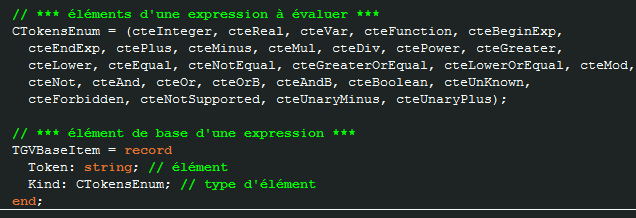 // *** éléments d'une expression à évaluer ***
CTokensEnum = (cteInteger, cteReal, cteVar, cteFunction, cteBeginExp,
cteEndExp, ctePlus, cteMinus, cteMul, cteDiv, ctePower, cteGreater,
cteLower, cteEqual, cteNotEqual, cteGreaterOrEqual, cteLowerOrEqual, cteMod,
cteNot, cteAnd, cteOr, cteOrB, cteAndB, cteBoolean, cteUnKnown,
cteForbidden, cteNotSupported, cteUnaryMinus, cteUnaryPlus);
// *** élément de base d'une expression ***
TGVBaseItem = record
Token: string; // élément
Kind: CTokensEnum; // type d'élément
end;